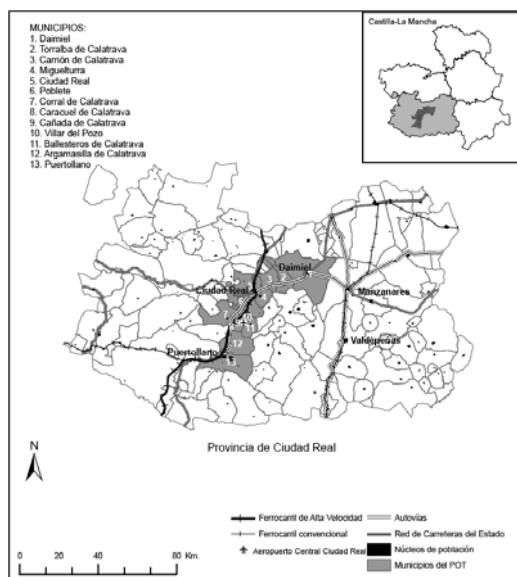 MUNICIPIOS:
1. Daimiel
2. Torralba de Calatrava
3. Carrión de Calatrava
4. Miguelturra
5. Ciudad Real
6. Poblete
7. Corral de Calatrava
8. Caracuel de Calatrava
9. Cañada de Calatrava
10. Villar del Pozo
11. Ballesteros de Calatrava
12. Argamasilla de Calatrava
13. Puertollano
Castilla-La Mancha
Daimiel
Ciudad Real
Manzanares
Valdepeñas
Puertollano
12
13
Provincia de Ciudad Real
N
0 20 40 80 Km.
Ferrocarril de Alta Velocidad
Ferrocarril convencional
Aeropuerto Central Ciudad Real
Autovías
Red de Carreteras del Estado
Núcleos de población
Municipios del POT